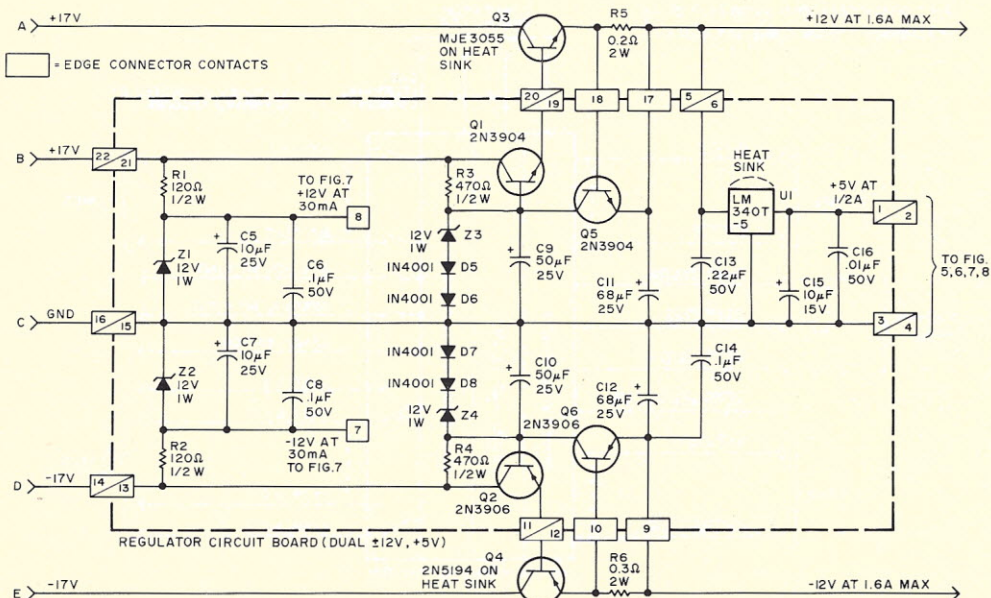 A +17V
Q3
MJE3055
ON HEAT
SINK
R5
0.2Ω
2W
+12V AT 1.6A MAX
= EDGE CONNECTOR CONTACTS
20 19
18
17
5 6
B +17V
22 21
Q1
2N3904
R1
120Ω
1/2W
TO FIG.7
+12V AT
30mA
8
R3
470Ω
1/2W
Q5
2N3904
HEAT
SINK
LM
340T
-5
U1
+5V AT
1/2A
1 2
Z1
12V
1W
C5
10μF
25V
C6
.1μF
50V
12V
1W
Z3
IN4001 D5
IN4001 D6
C9
50μF
25V
C11
68μF
25V
C13
.22μF
50V
C15
10μF
15V
C16
.01μF
50V
TO FIG.
5,6,7,8
C GND
16 15
3 4
Z2
12V
1W
C7
10μF
25V
C8
.1μF
50V
IN4001 D7
IN4001 D8
12V
1W
Z4
C10
50μF
25V
C12
68μF
25V
C14
.1μF
50V
Q6
2N3906
7
-12V AT
30mA
TO FIG.7
R2
120Ω
1/2W
R4
470Ω
1/2W
D -17V
14 13
Q2
2N3906
11 12
10
9
REGULATOR CIRCUIT BOARD (DUAL ±12V, +5V)
Q4
2N5194 ON
HEAT SINK
R6
0.3Ω
2W
E -17V
-12V AT 1.6A MAX